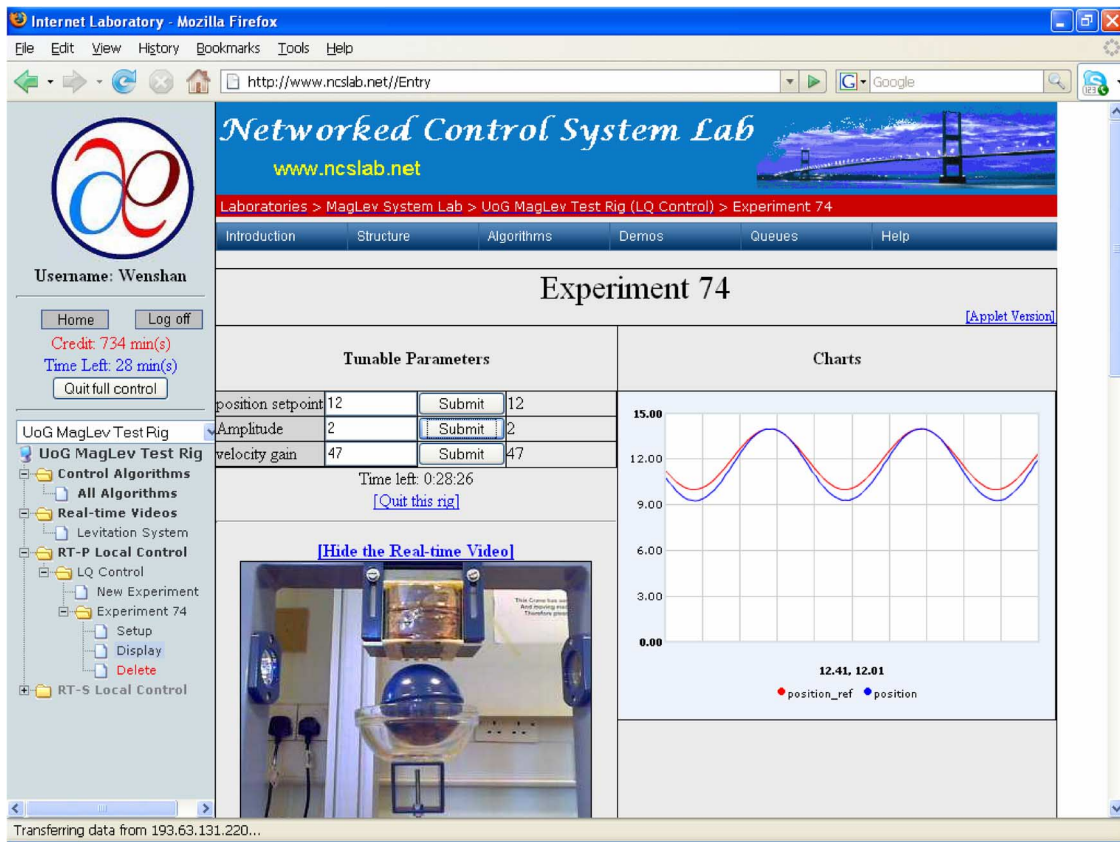 Internet Laboratory - Mozilla Firefox
File Edit View History Bookmarks Tools Help
http://www.ncslab.net//Entry
G Google
Networked Control System Lab
www.ncslab.net
Laboratories > MagLev System Lab > UoG MagLev Test Rig (LQ Control) > Experiment 74
Introduction Structure Algorithms Demos Queues Help
Username: Wenshan
Home Log off
Credit: 734 min(s)
Time Left: 28 min(s)
Quit full control
UoG MagLev Test Rig
UoG MagLev Test Rig
Control Algorithms
All Algorithms
Real-time Videos
Levitation System
RT-P Local Control
LQ Control
New Experiment
Experiment 74
Setup
Display
Delete
RT-S Local Control
Experiment 74
[Applet Version]
Tunable Parameters
position setpoint 12 Submit 12
Amplitude 2 Submit 2
velocity gain 47 Submit 47
Time left: 0:28:26
[Quit this rig]
[Hide the Real-time Video]
This Crane has
And moving
Therefore
Charts
15.00
12.00
9.00
6.00
3.00
0.00
12.41, 12.01
position_ref position
Transferring data from 193.63.131.220...